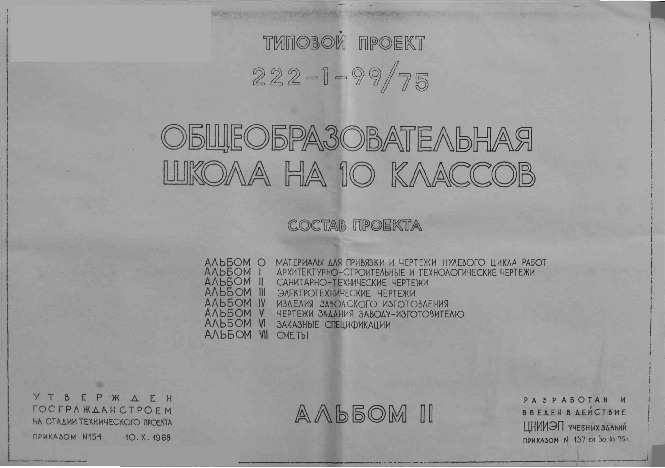 ТИПОВОЙ ПРОЕКТ
222-1-99/75
ОБЩЕОБРАЗОВАТЕЛЬНАЯ
ШКОЛА НА 10 КЛАССОВ
СОСТАВ ПРОЕКТА
АЛЬБОМ 0 МАТЕРИАЛЫ ДЛЯ ПРИВЯЗКИ И ЧЕРТЕЖИ НУЛЕВОГО ЦИКЛА РАБОТ
АЛЬБОМ I АРХИТЕКТУРНО-СТРОИТЕЛЬНЫЕ И ТЕХНОЛОГИЧЕСКИЕ ЧЕРТЕЖИ
АЛЬБОМ II САНИТАРНО-ТЕХНИЧЕСКИЕ ЧЕРТЕЖИ
АЛЬБОМ III ЭЛЕКТРОТЕХНИЧЕСКИЕ ЧЕРТЕЖИ
АЛЬБОМ IV ИЗДЕЛИЯ ЗАВОДСКОГО ИЗГОТОВЛЕНИЯ
АЛЬБОМ V ЧЕРТЕЖИ ЗАДАНИЯ ЗАВОДУ-ИЗГОТОВИТЕЛЮ
АЛЬБОМ VI ЗАКАЗНЫЕ СПЕЦИФИКАЦИИ
АЛЬБОМ VII СМЕТЫ
УТВЕРЖДЕН
ГОСГРАЖДАНСТРОЕМ
НА СТАДИИ ТЕХНИЧЕСКОГО ПРОЕКТА
ПРИКАЗОМ N154 10.X.1968
АЛЬБОМ II
РАЗРАБОТАН И
ВВЕДЕН В ДЕЙСТВИЕ
ЦНИИЭП УЧЕБНЫХ ЗДАНИЙ
ПРИКАЗОМ N 137 ОТ